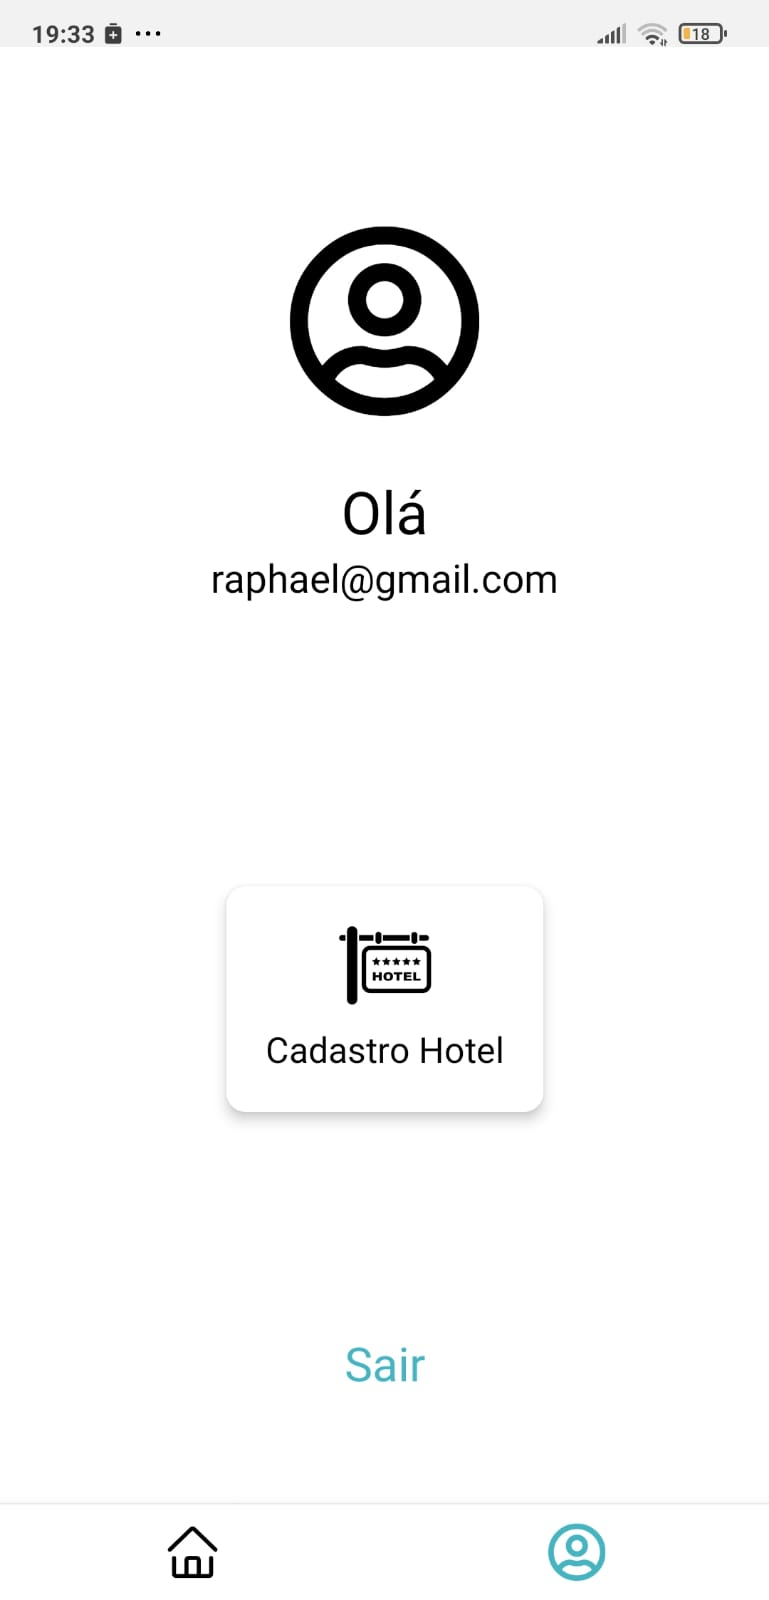 19:33
18
Olá
raphael@gmail.com
HOTEL
Cadastro Hotel
Sair